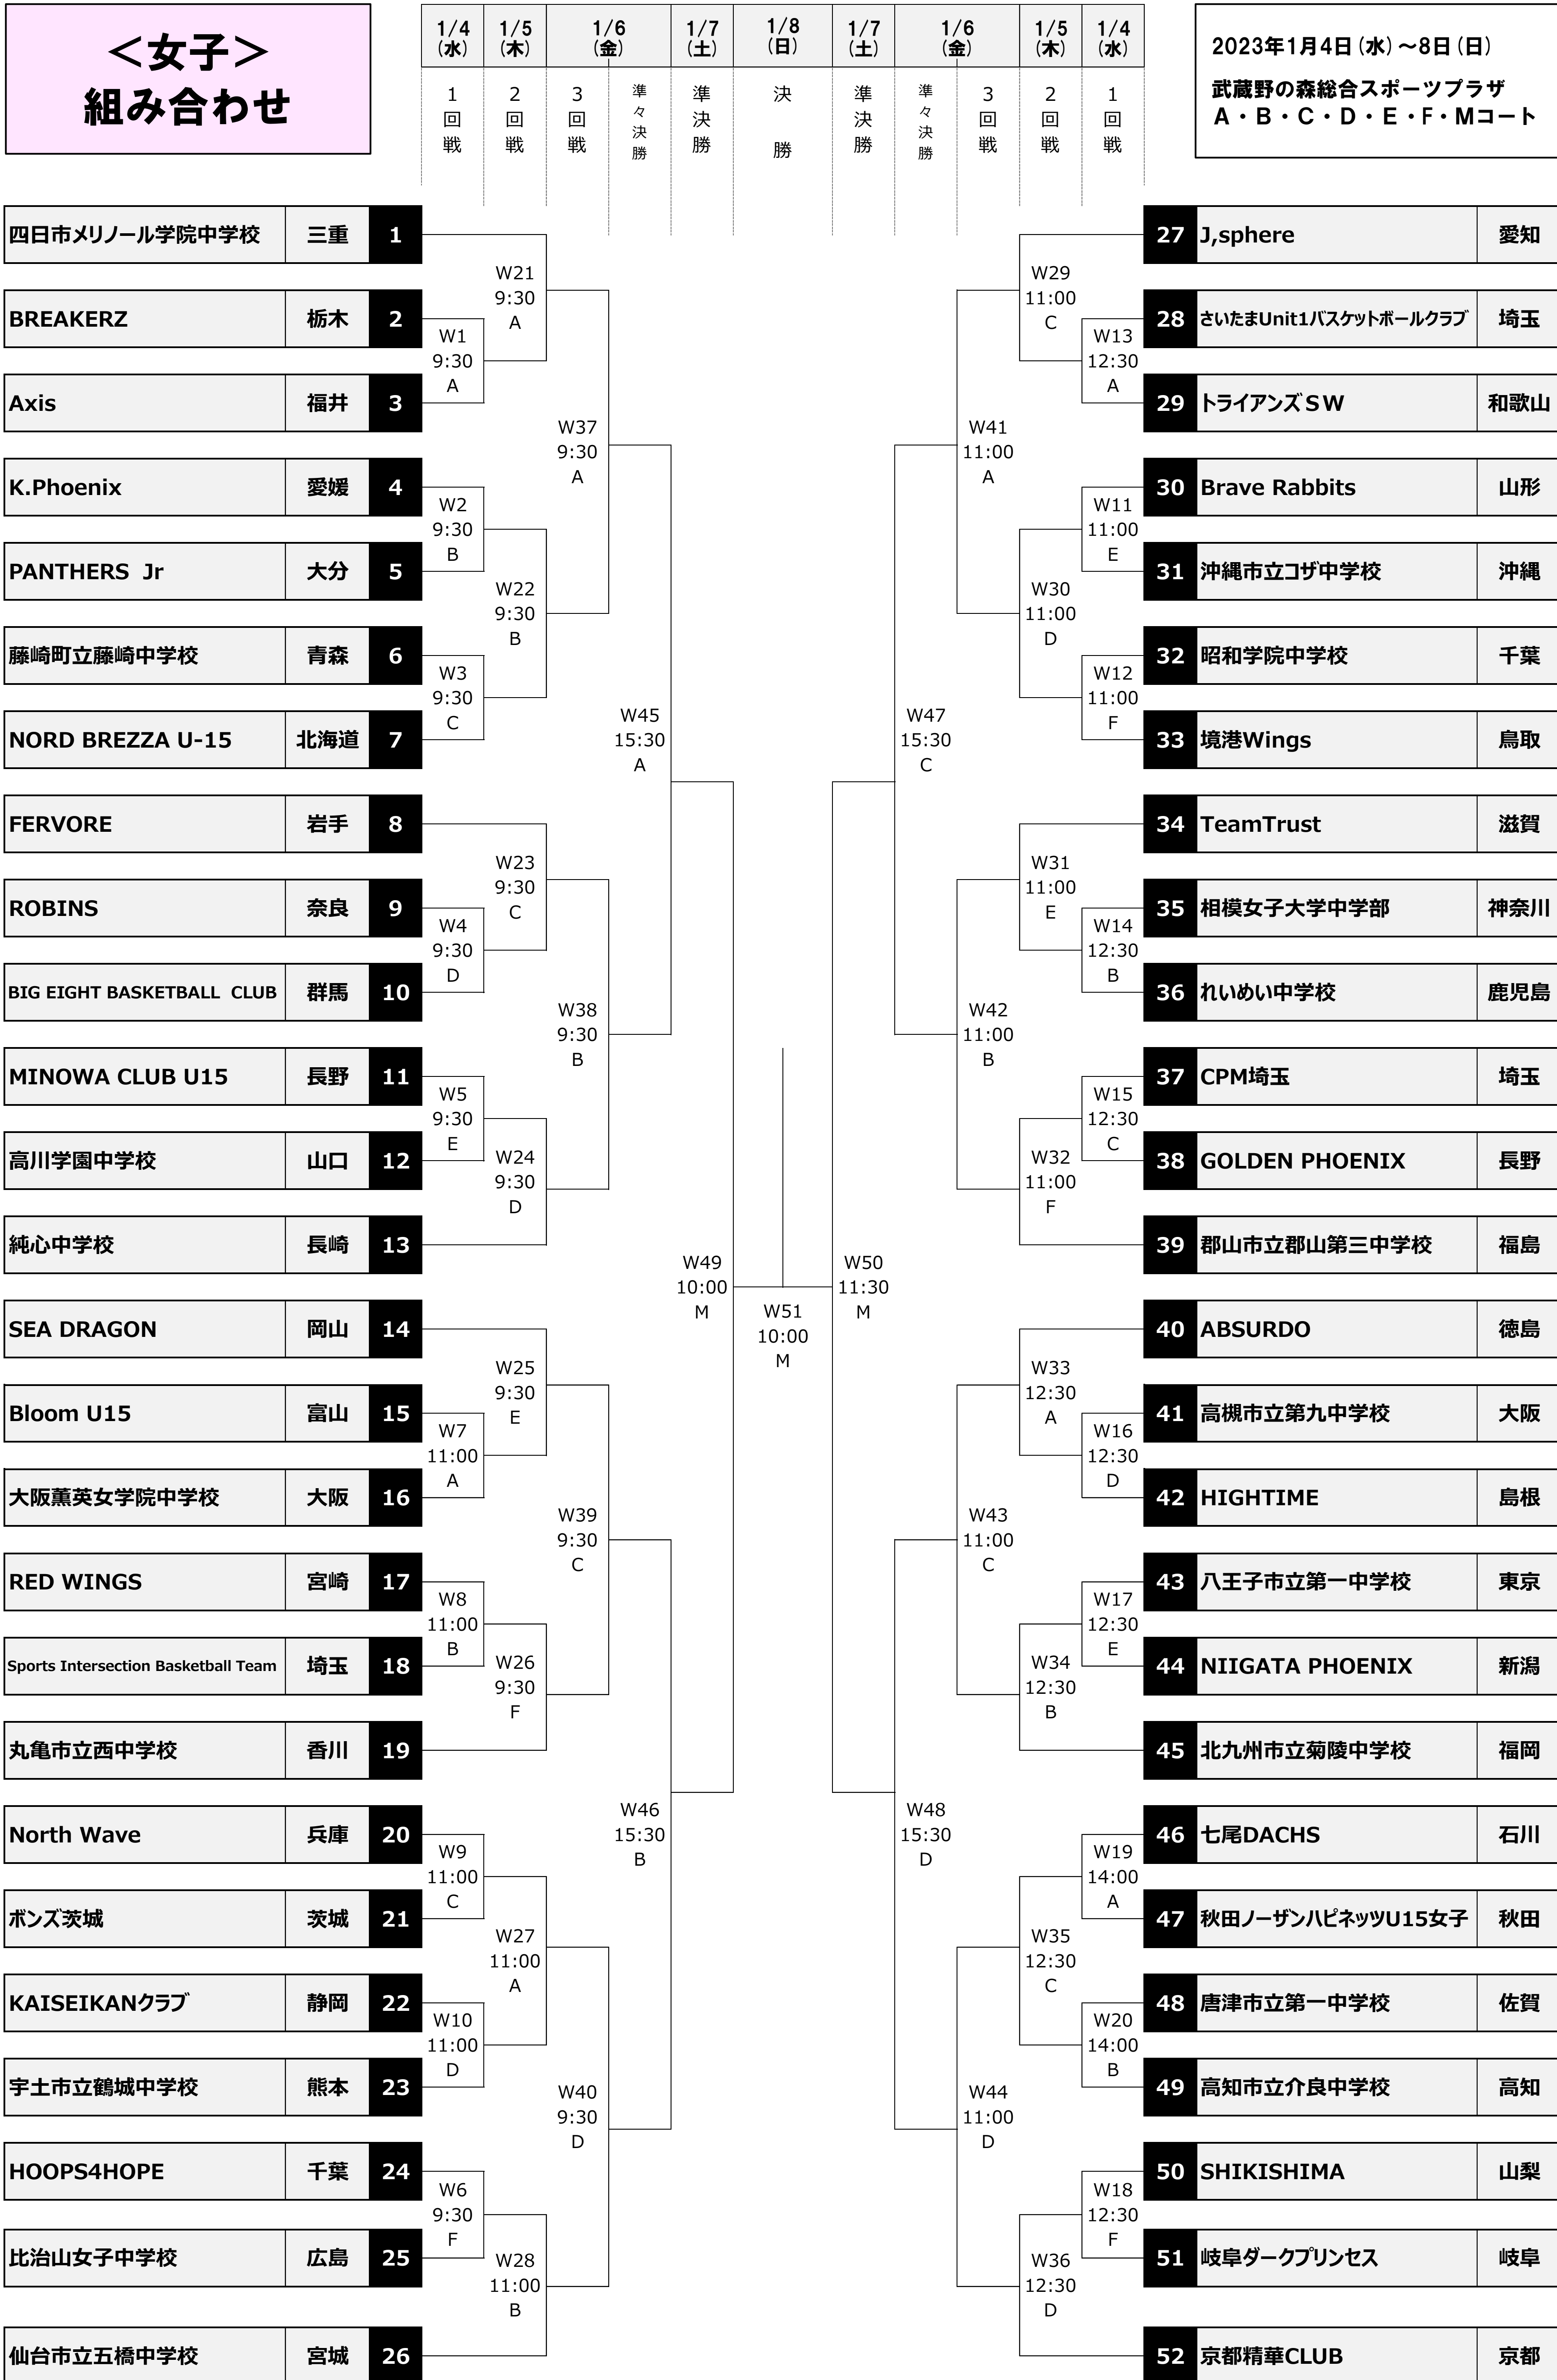 ＜女子＞
組み合わせ
1/4 1/5 1/6 1/7 1/8 1/7 1/6 1/5 1/4
(水) (木) (金) (土) (日) (土) (金) (木) (水)
1回戦 2回戦 3回戦 準々決勝 準決勝 決勝 準決勝 準々決勝 3回戦 2回戦 1回戦
2023年1月4日(水)～8日(日)
武蔵野の森総合スポーツプラザ
A・B・C・D・E・F・Mコート
四日市メリノール学院中学校 三重 1
BREAKERZ 栃木 2
Axis 福井 3
K.Phoenix 愛媛 4
PANTHERS Jr 大分 5
藤崎町立藤崎中学校 青森 6
NORD BREZZA U-15 北海道 7
FERVORE 岩手 8
ROBINS 奈良 9
BIG EIGHT BASKETBALL CLUB 群馬 10
MINOWA CLUB U15 長野 11
高川学園中学校 山口 12
純心中学校 長崎 13
SEA DRAGON 岡山 14
Bloom U15 富山 15
大阪薫英女学院中学校 大阪 16
RED WINGS 宮崎 17
Sports Intersection Basketball Team 埼玉 18
丸亀市立西中学校 香川 19
North Wave 兵庫 20
ボンズ茨城 茨城 21
KAISEIKANクラブ 静岡 22
宇土市立鶴城中学校 熊本 23
HOOPS4HOPE 千葉 24
比治山女子中学校 広島 25
仙台市立五橋中学校 宮城 26
W1
9:30
A
W2
9:30
B
W3
9:30
C
W4
9:30
D
W5
9:30
E
W7
11:00
A
W8
11:00
B
W9
11:00
C
W10
11:00
D
W6
9:30
F
W21
9:30
A
W22
9:30
B
W23
9:30
C
W24
9:30
D
W25
9:30
E
W26
9:30
F
W27
11:00
A
W28
11:00
B
W37
9:30
A
W38
9:30
B
W39
9:30
C
W40
9:30
D
W45
15:30
A
W46
15:30
B
W49
10:00
M
W51
10:00
M
W50
11:30
M
W47
15:30
C
W48
15:30
D
W41
11:00
A
W42
11:00
B
W43
11:00
C
W44
11:00
D
W29
11:00
C
W30
11:00
D
W31
11:00
E
W32
11:00
F
W33
12:30
A
W34
12:30
B
W35
12:30
C
W36
12:30
D
W13
12:30
A
W11
11:00
E
W12
11:00
F
W14
12:30
B
W15
12:30
C
W16
12:30
D
W17
12:30
E
W19
14:00
A
W20
14:00
B
W18
12:30
F
27 J,sphere 愛知
28 さいたまUnit1バスケットボールクラブ 埼玉
29 トライアンズSW 和歌山
30 Brave Rabbits 山形
31 沖縄市立コザ中学校 沖縄
32 昭和学院中学校 千葉
33 境港Wings 鳥取
34 TeamTrust 滋賀
35 相模女子大学中学部 神奈川
36 れいめい中学校 鹿児島
37 CPM埼玉 埼玉
38 GOLDEN PHOENIX 長野
39 郡山市立郡山第三中学校 福島
40 ABSURDO 徳島
41 高槻市立第九中学校 大阪
42 HIGHTIME 島根
43 八王子市立第一中学校 東京
44 NIIGATA PHOENIX 新潟
45 北九州市立菊陵中学校 福岡
46 七尾DACHS 石川
47 秋田ノーザンハピネッツU15女子 秋田
48 唐津市立第一中学校 佐賀
49 高知市立介良中学校 高知
50 SHIKISHIMA 山梨
51 岐阜ダークプリンセス 岐阜
52 京都精華CLUB 京都